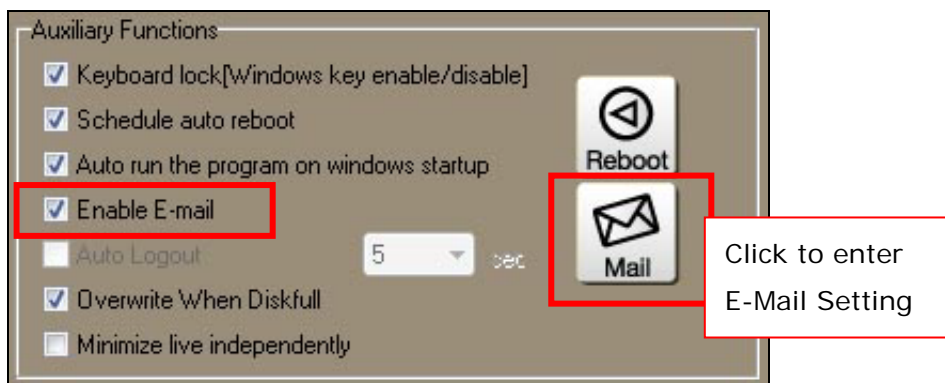 Auxiliary Functions
Keyboard lock[Windows key enable/disable]
Schedule auto reboot
Auto run the program on windows startup
Reboot
Enable E-mail
Auto Logout
5
sec
Mail
Overwrite When Diskfull
Minimize live independently
Click to enter
E-Mail Setting